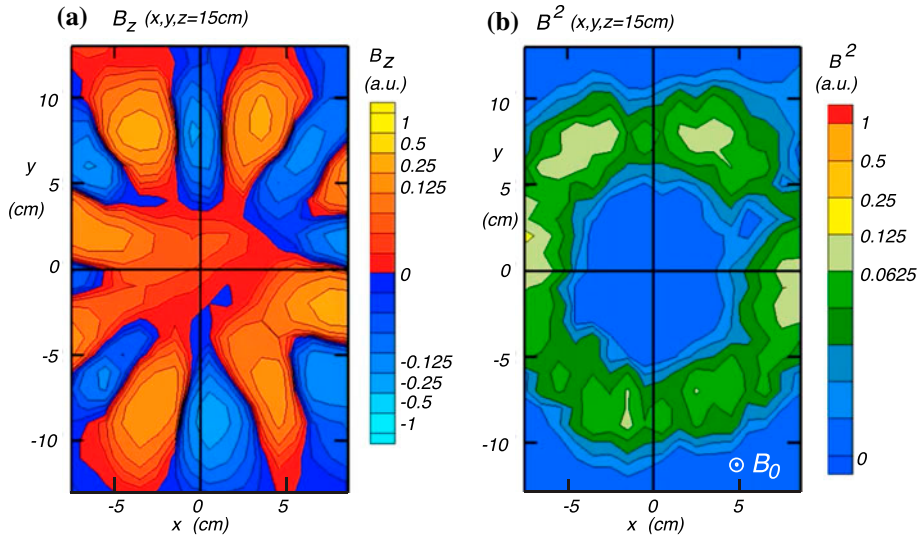 (a) B_z (x,y,z=15cm)
B_z
(a.u.)
1
0.5
0.25
0.125
0
-0.125
-0.25
-0.5
-1
10
y
5
(cm)
0
-5
-10
-5 0 5
x (cm)
(b) B² (x,y,z=15cm)
B²
(a.u.)
1
0.5
0.25
0.125
0.0625
0
10
y
5
(cm)
0
-5
-10
⊙ B₀
-5 0 5
x (cm)